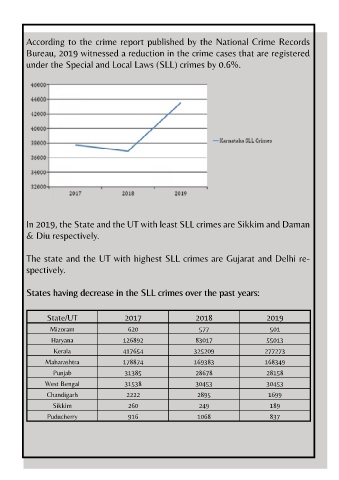 According to the crime report published by the National Crime Records
Bureau, 2019 witnessed a reduction in the crime cases that are registered
under the Special and Local Laws (SLL) crimes by 0.6%.
46000
44000
42000
40000
38000
36000
34000
32000
2017 2018 2019
Karnataka SLL Crimes
In 2019, the State and the UT with least SLL crimes are Sikkim and Daman
& Diu respectively.
The state and the UT with highest SLL crimes are Gujarat and Delhi re-
spectively.
States having decrease in the SLL crimes over the past years:
State/UT 2017 2018 2019
Mizoram 620 577 501
Haryana 126892 83017 55013
Kerala 417654 325209 277273
Maharashtra 178874 169383 168349
Punjab 31385 28678 28158
West Bengal 31538 30453 30453
Chandigarh 2222 2895 1699
Sikkim 260 249 189
Puducherry 916 1068 837